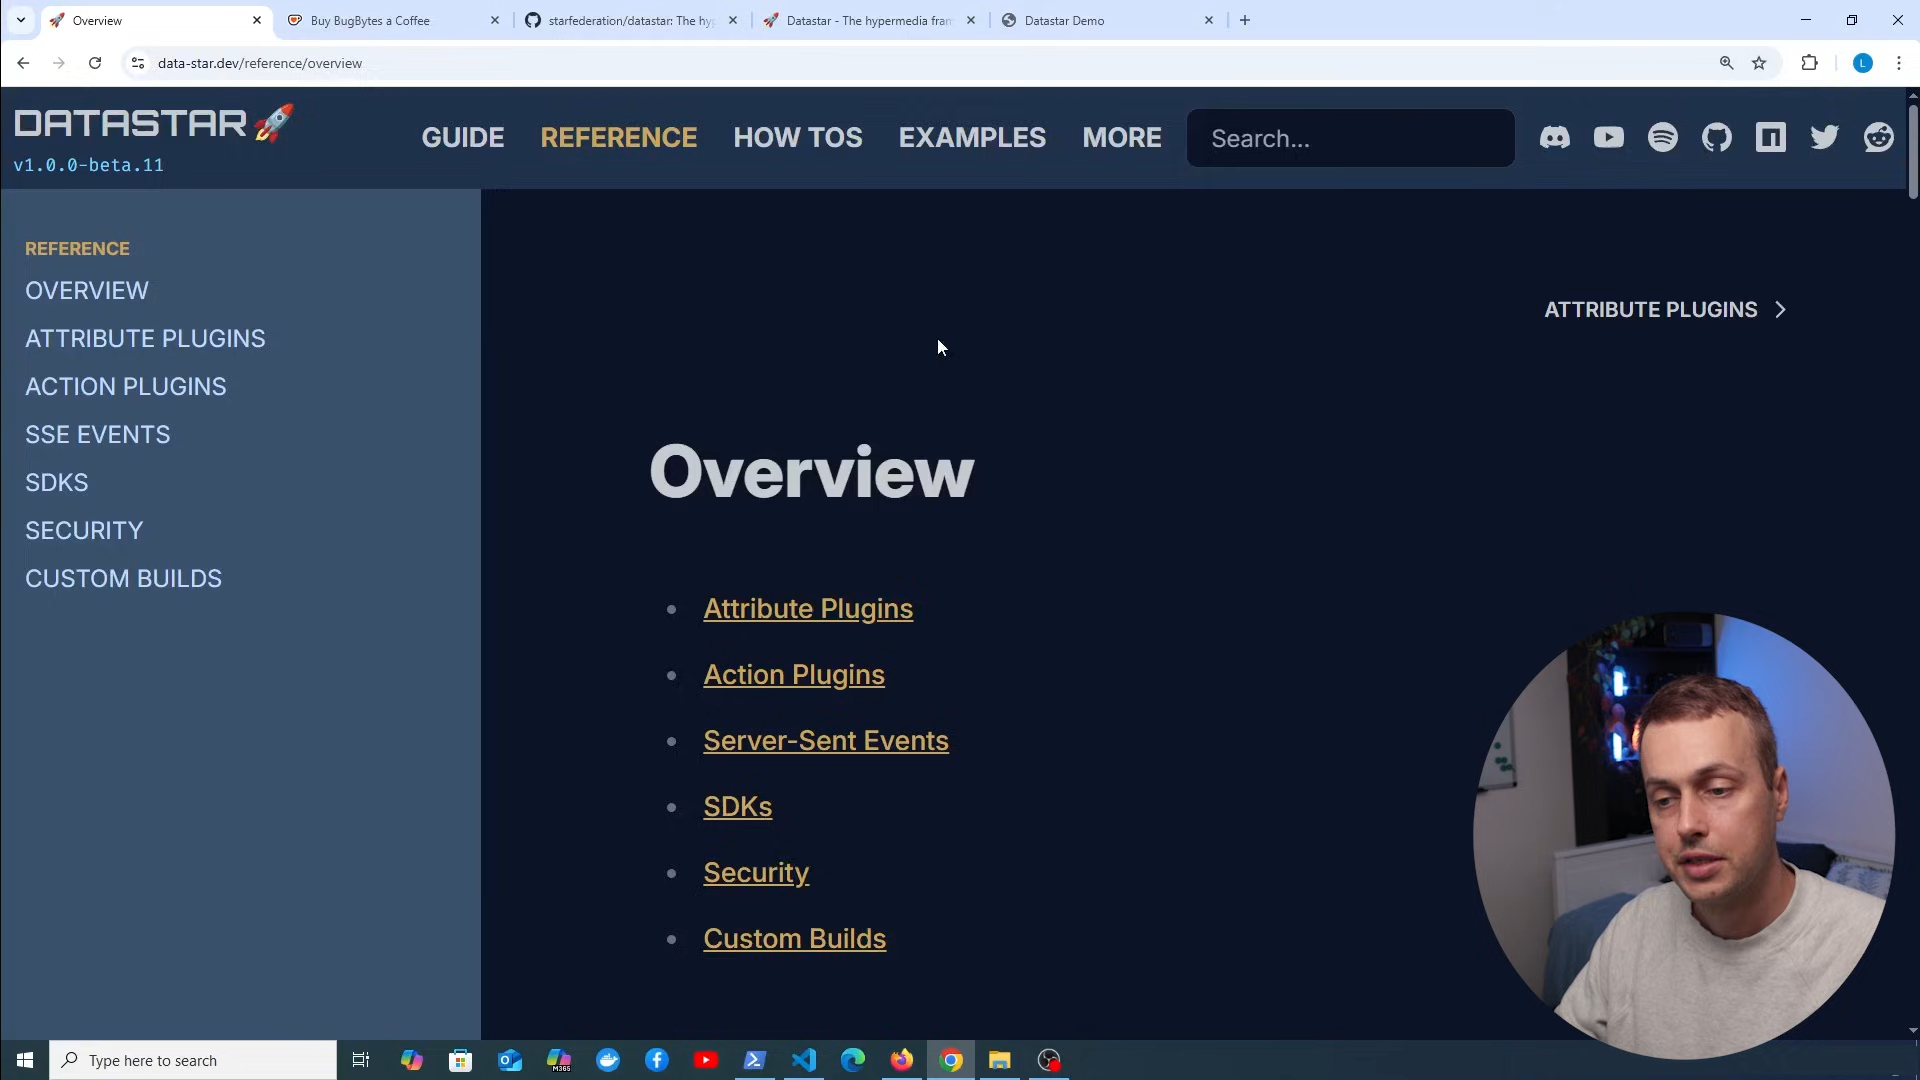 Overview
Buy BugBytes a Coffee
starfederation/datastar: The hy
Datastar - The hypermedia fran
Datastar Demo
data-star.dev/reference/overview
L
DATASTAR
v1.0.0-beta.11
GUIDE
REFERENCE
HOW TOS
EXAMPLES
MORE
Search...
REFERENCE
OVERVIEW
ATTRIBUTE PLUGINS
ACTION PLUGINS
SSE EVENTS
SDKS
SECURITY
CUSTOM BUILDS
ATTRIBUTE PLUGINS
Overview
Attribute Plugins
Action Plugins
Server-Sent Events
SDKs
Security
Custom Builds
Type here to search
M365